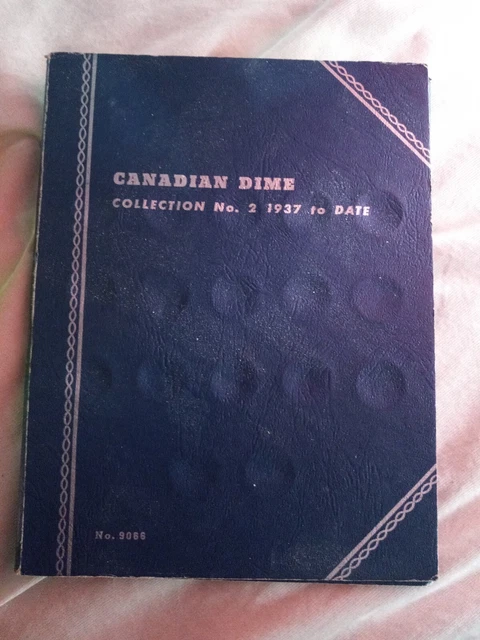 CANADIAN DIME
COLLECTION No. 2 1937 to DATE
No. 9066